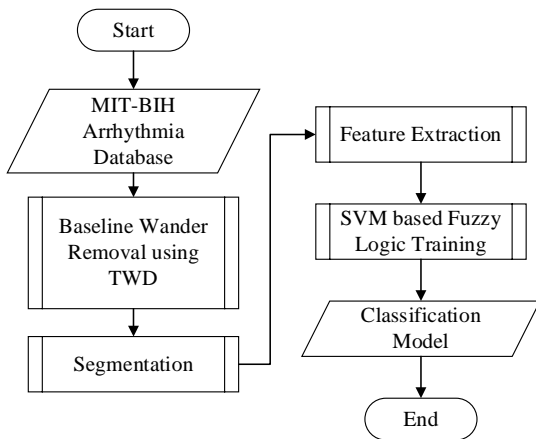 Start
MIT-BIH
Arrhythmia
Database
Baseline Wander
Removal using
TWD
Segmentation
Feature Extraction
SVM based Fuzzy
Logic Training
Classification
Model
End